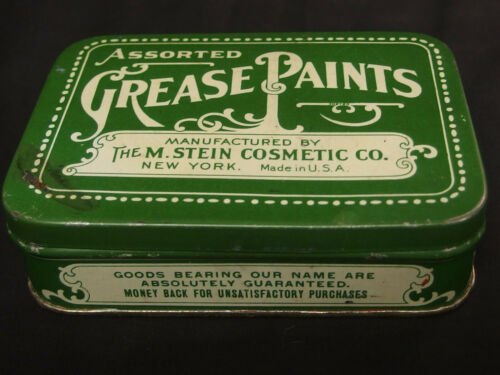 ASSORTED
GREASE PAINTS
MANUFACTURED BY
THE M. STEIN COSMETIC CO.
NEW YORK. Made in U.S.A.
GOODS BEARING OUR NAME ARE
ABSOLUTELY GUARANTEED.
MONEY BACK FOR UNSATISFACTORY PURCHASES